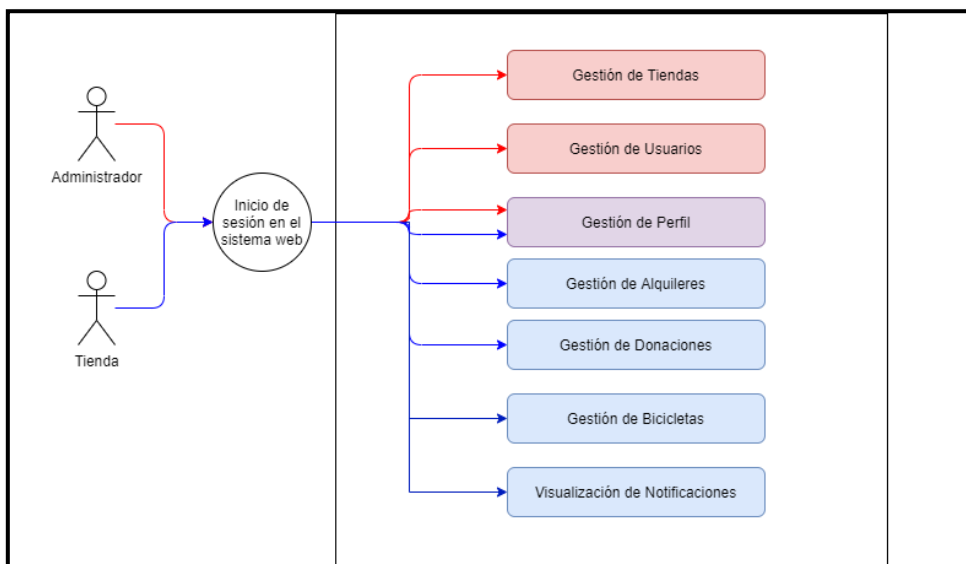 Administrador
Tienda
Inicio de
sesión en el
sistema web
Gestión de Tiendas
Gestión de Usuarios
Gestión de Perfil
Gestión de Alquileres
Gestión de Donaciones
Gestión de Bicicletas
Visualización de Notificaciones